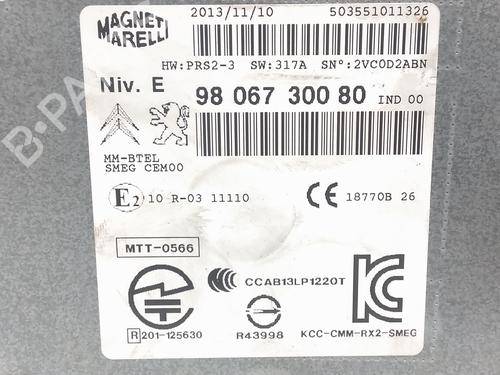 MAGNETI MARELLI
2013/11/10 503551011326
HW:PRS2-3 SW:317A SN°:2VC0D2ABN
Niv. E 98 067 300 80 IND 00
MM-BTEL
SMEG CEM00
E2 10 R-03 11110 CE 18770B 26
MTT-0566
CCAB13LP1220T
R 201-125630 R43998 KCC-CMM-RX2-SMEG
B-PA